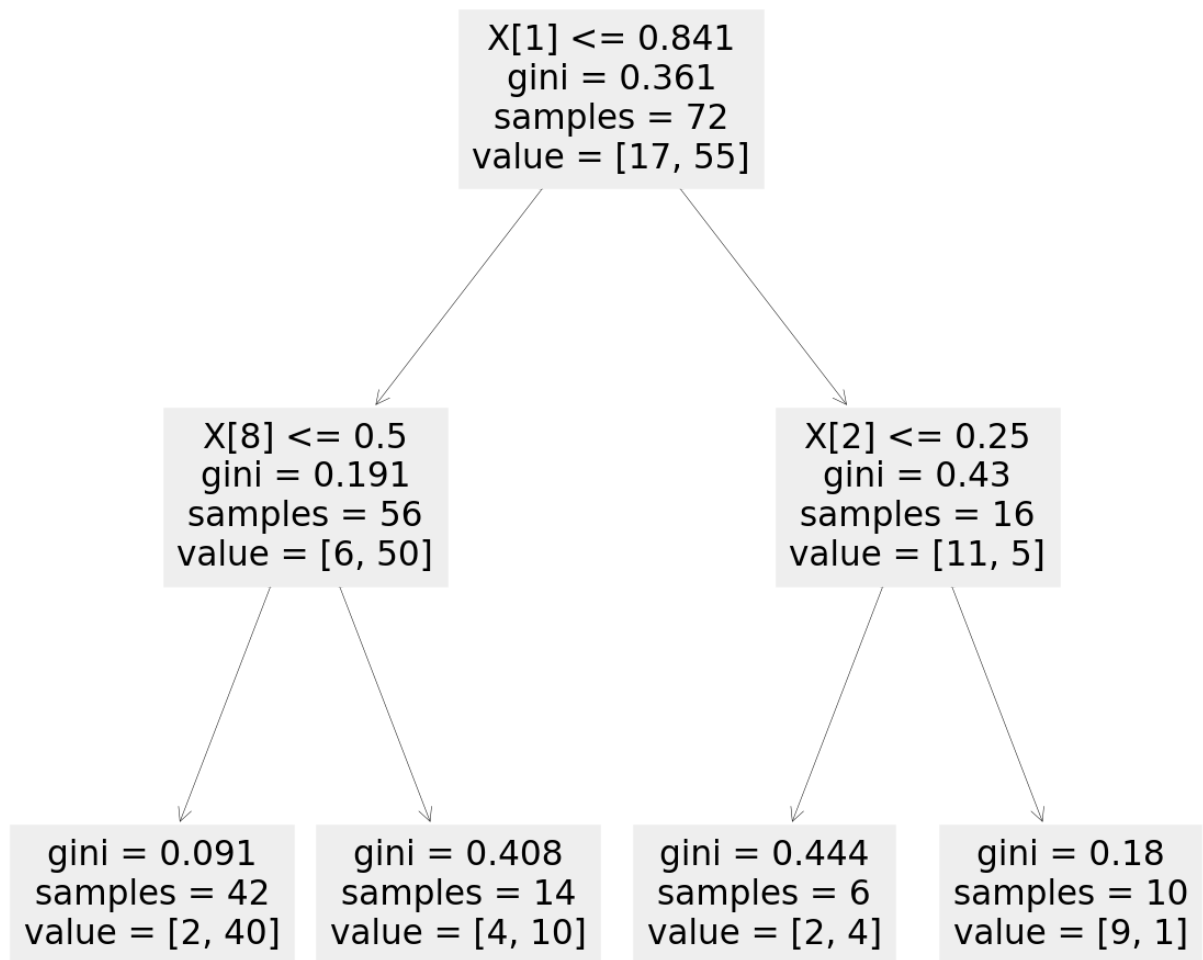 X[1] <= 0.841
gini = 0.361
samples = 72
value = [17, 55]
X[8] <= 0.5
gini = 0.191
samples = 56
value = [6, 50]
X[2] <= 0.25
gini = 0.43
samples = 16
value = [11, 5]
gini = 0.091
samples = 42
value = [2, 40]
gini = 0.408
samples = 14
value = [4, 10]
gini = 0.444
samples = 6
value = [2, 4]
gini = 0.18
samples = 10
value = [9, 1]